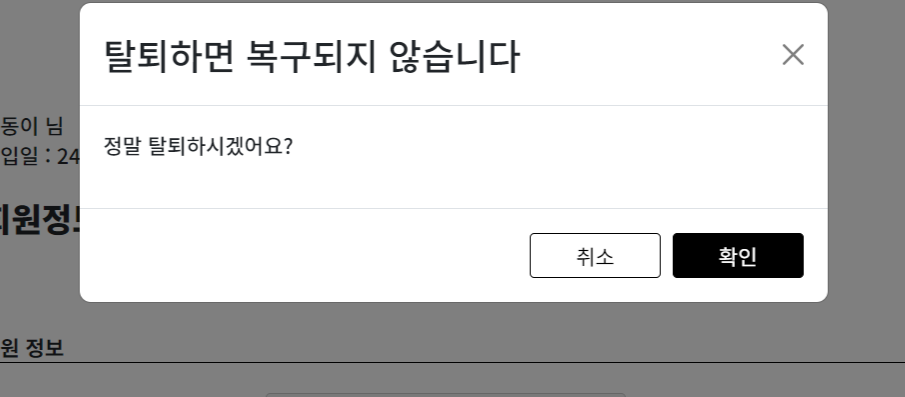 탈퇴하면 복구되지 않습니다
동이 님
정말 탈퇴하시겠어요?
입일 : 24
회원정보
취소
확인
원 정보